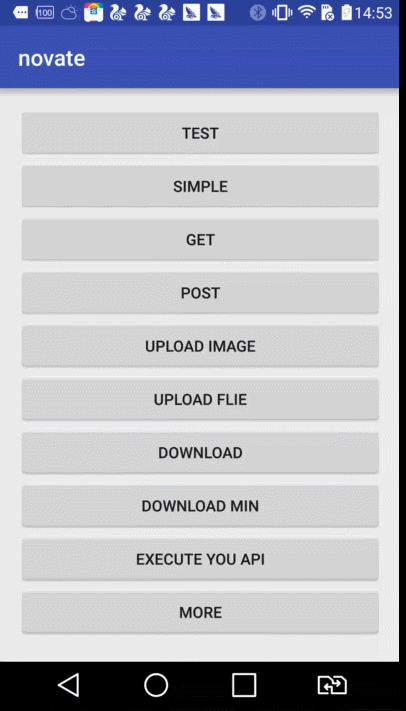 100
14:53
novate
TEST
SIMPLE
GET
POST
UPLOAD IMAGE
UPLOAD FLIE
DOWNLOAD
DOWNLOAD MIN
EXECUTE YOU API
MORE